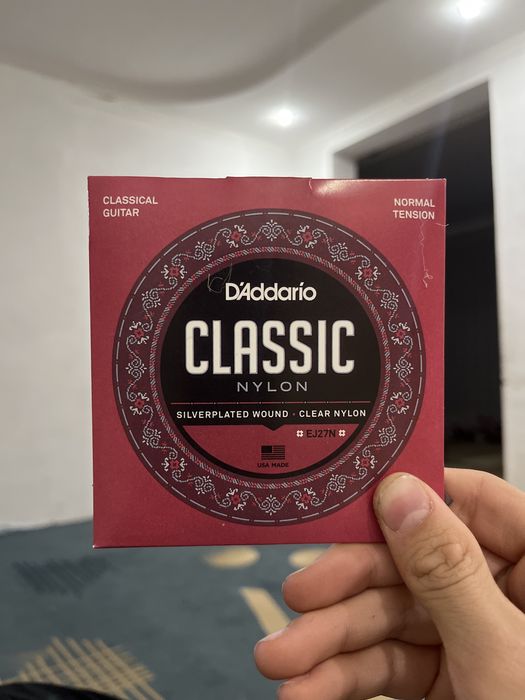 CLASSICAL
GUITAR
NORMAL
TENSION
D'Addario
CLASSIC
NYLON
SILVERPLATED WOUND · CLEAR NYLON
EJ27N
USA MADE